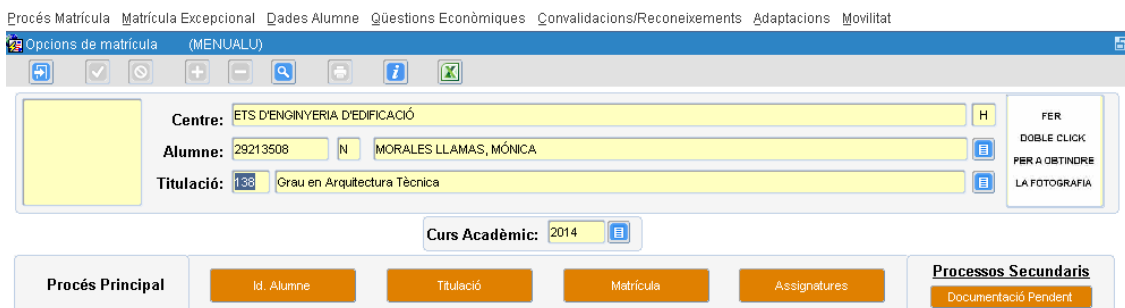 Procés Matrícula Matrícula Excepcional Dades Alumne Qüestions Econòmiques Convalidacions/Reconeixements Adaptacions Movilitat
Opcions de matrícula (MENUALU)
Centre: ETS D'ENGINYERIA D'EDIFICACIÓ H
Alumne: 29213508 N MORALES LLAMAS, MÓNICA
Titulació: 138 Grau en Arquitectura Tècnica
FER
DOBLE CLICK
PER A OBTINDRE
LA FOTOGRAFIA
Curs Acadèmic: 2014
Procés Principal Id. Alumne Titulació Matrícula Assignatures
Processos Secundaris
Documentació Pendent